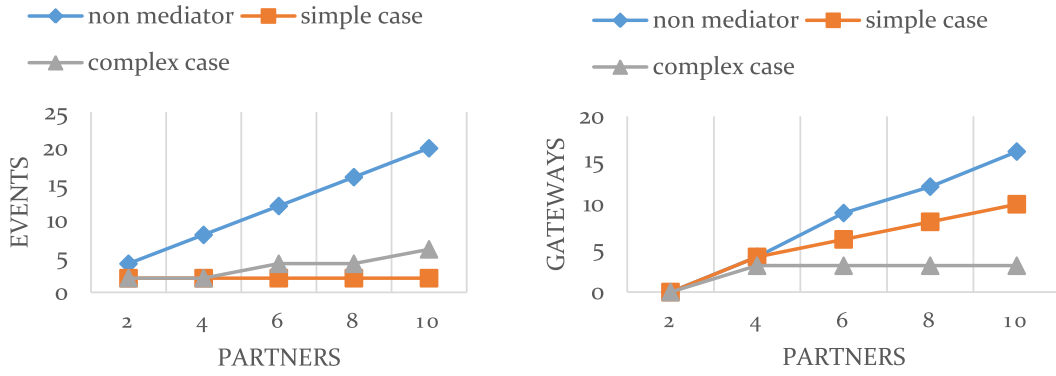 non mediator simple case
complex case
25
20
15
10
5
0
EVENTS
2 4 6 8 10
PARTNERS
non mediator simple case
complex case
20
15
10
5
0
GATEWAYS
2 4 6 8 10
PARTNERS